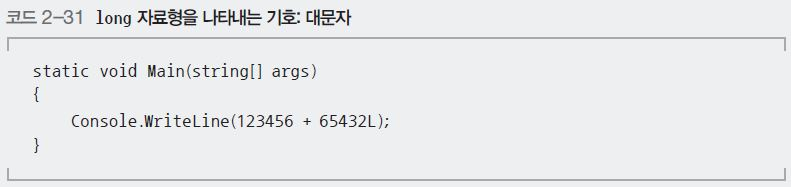 코드 2-31 long 자료형을 나타내는 기호: 대문자
static void Main(string[] args)
{
    Console.WriteLine(123456 + 65432L);
}